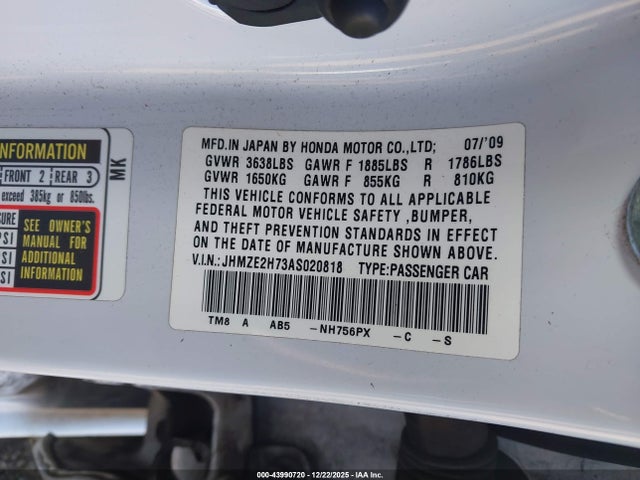 INFORMATION
FRONT 2 REAR 3
exceed 385kg or 850lbs.
SEE OWNER'S
PSI MANUAL FOR
PSI ADDITIONAL
PSI INFORMATION
MK
MFD.IN JAPAN BY HONDA MOTOR CO.,LTD; 07/'09
GVWR 3638LBS GAWR F 1885LBS R 1786LBS
GVWR 1650KG GAWR F 855KG R 810KG
THIS VEHICLE CONFORMS TO ALL APPLICABLE
FEDERAL MOTOR VEHICLE SAFETY ,BUMPER,
AND THEFT PREVENTION STANDARDS IN EFFECT
ON THE DATE OF MANUFACTURE SHOWN ABOVE.
V.I.N.: JHMZE2H73AS020818 TYPE:PASSENGER CAR
TM8 A AB5 -NH756PX -C -S
000-43990720 - 12/22/2025 - IAA Inc.